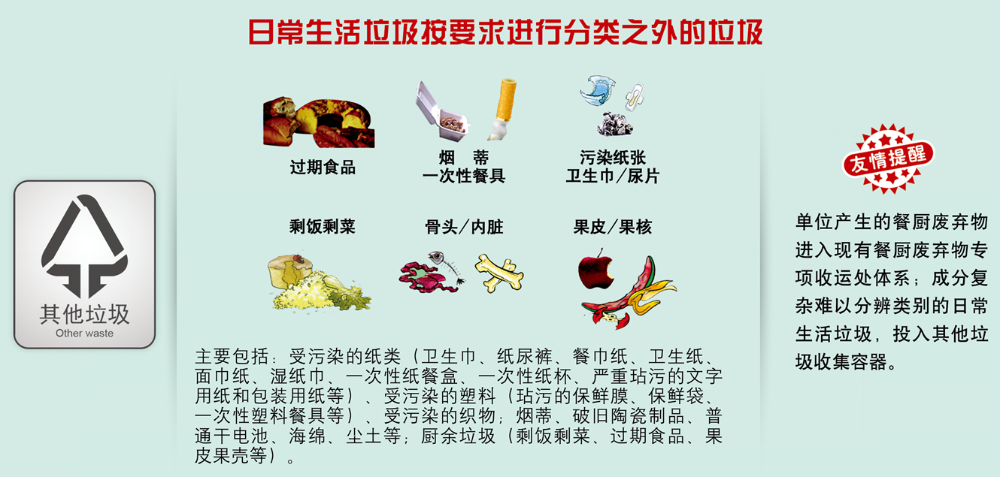 日常生活垃圾按要求进行分类之外的垃圾
过期食品
烟 蒂
一次性餐具
污染纸张
卫生巾/尿片
剩饭剩菜
骨头/内脏
果皮/果核
其他垃圾
Other waste
主要包括：受污染的纸类（卫生巾、纸尿裤、餐巾纸、卫生纸、
面巾纸、湿纸巾、一次性纸餐盒、一次性纸杯、严重玷污的文字
用纸和包装用纸等）、受污染的塑料（玷污的保鲜膜、保鲜袋、
一次性塑料餐具等）、受污染的织物；烟蒂、破旧陶瓷制品、普
通干电池、海绵、尘土等；厨余垃圾（剩饭剩菜、过期食品、果
皮果壳等）。
友情提醒
单位产生的餐厨废弃物
进入现有餐厨废弃物专
项收运处体系；成分复
杂难以分辨类别的日常
生活垃圾，投入其他垃
圾收集容器。